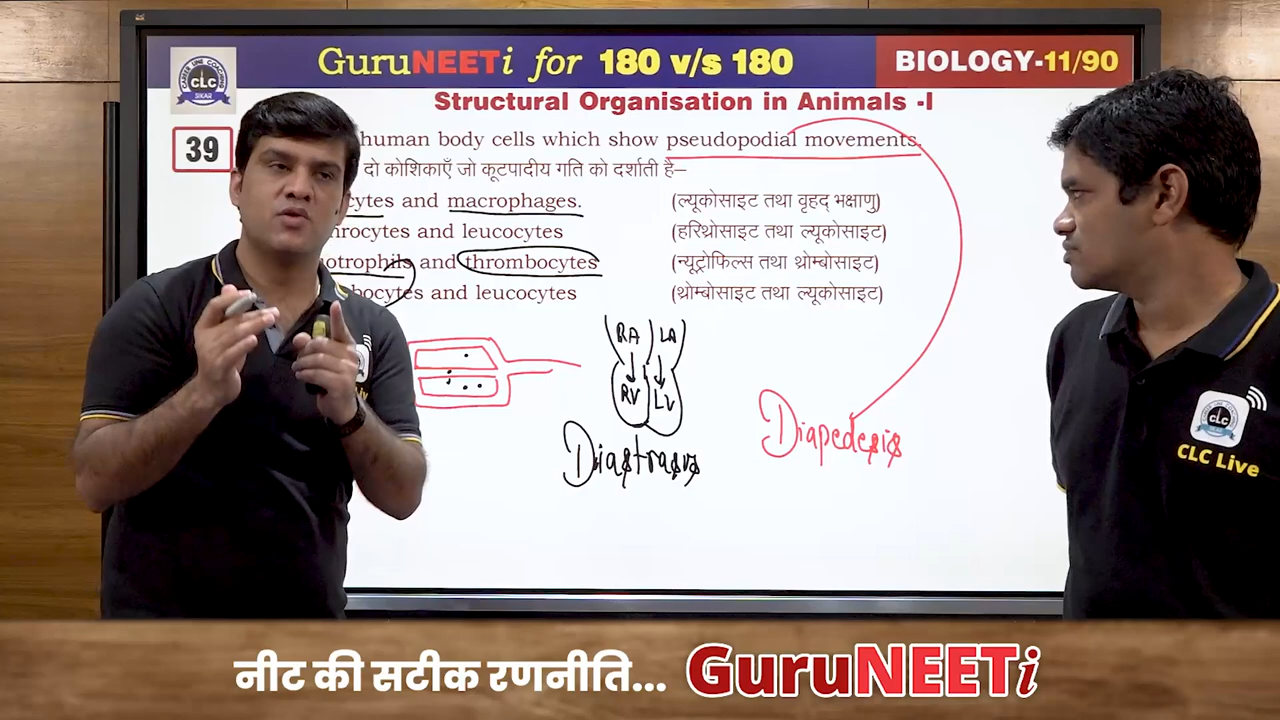 GuruNEETi for 180 v/s 180
BIOLOGY-11/90
CLC
SIKAR
Structural Organisation in Animals -I
39
human body cells which show pseudopodial movements.
दो कोशिकाएँ जो कूटपादीय गति को दर्शाती है–
cytes and macrophages.
(ल्यूकोसाइट तथा वृहद् भक्षाणु)
hrocytes and leucocytes
(हरिथ्रोसाइट तथा ल्यूकोसाइट)
otrophils and thrombocytes
(न्यूट्रोफिल्स तथा थ्रोम्बोसाइट)
bocytes and leucocytes
(थ्रोम्बोसाइट तथा ल्यूकोसाइट)
RA LA
RV LV
Diastrasis
Diapedesis
CLC
CLC Live
नीट की सटीक रणनीति... GuruNEETi